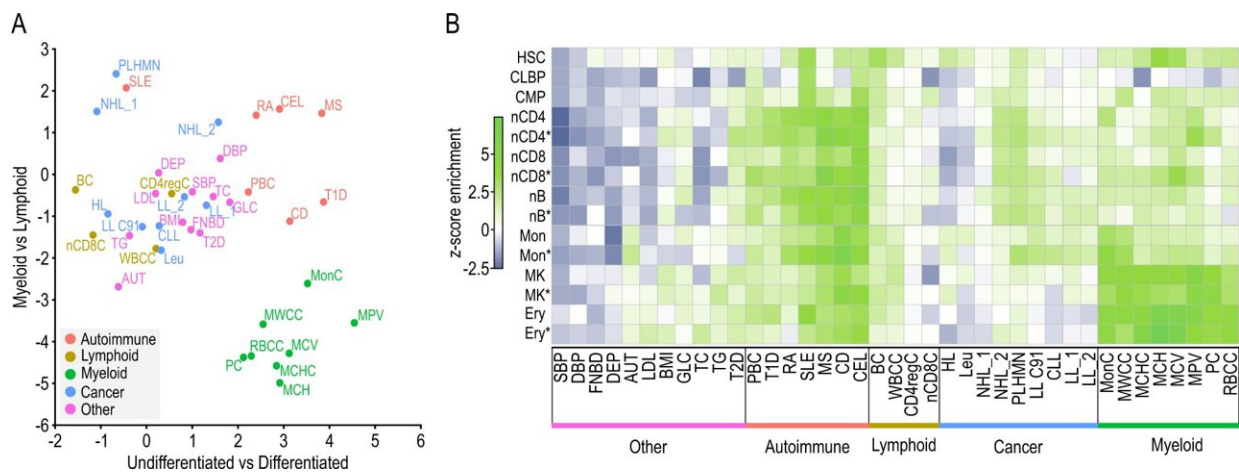 A
Myeloid vs Lymphoid
3
2
1
0
-1
-2
-3
-4
-5
-6
-2
-1
0
1
2
3
4
5
6
Undifferentiated vs Differentiated
PLHMN
SLE
NHL_1
RA
CEL
MS
NHL_2
DBP
DEP
BC
CD4regC
SBP
PBC
LDL
TC
T1D
LL_2
GLC
HL
LL_1
CD
BMI
FNBD
LL C91
CLL
T2D
nCD8C
TG
WBCC
Leu
AUT
MonC
MWCC
MPV
RBCC
MCV
PC
MCHC
MCH
Autoimmune
Lymphoid
Myeloid
Cancer
Other
B
z-score enrichment
5
2.5
0
-2.5
HSC
CLBP
CMP
nCD4
nCD4*
nCD8
nCD8*
nB
nB*
Mon
Mon*
MK
MK*
Ery
Ery*
SBP
DBP
FNBD
DEP
AUT
LDL
BMI
GLC
TC
TG
T2D
PBC
T1D
RA
SLE
MS
CD
CEL
BC
WBCC
CD4regC
nCD8C
HL
Leu
NHL_1
NHL_2
PLHMN
LL C91
CLL
LL_1
LL_2
MonC
MWCC
MCHC
MCH
MCV
MPV
PC
RBCC
Other
Autoimmune
Lymphoid
Cancer
Myeloid